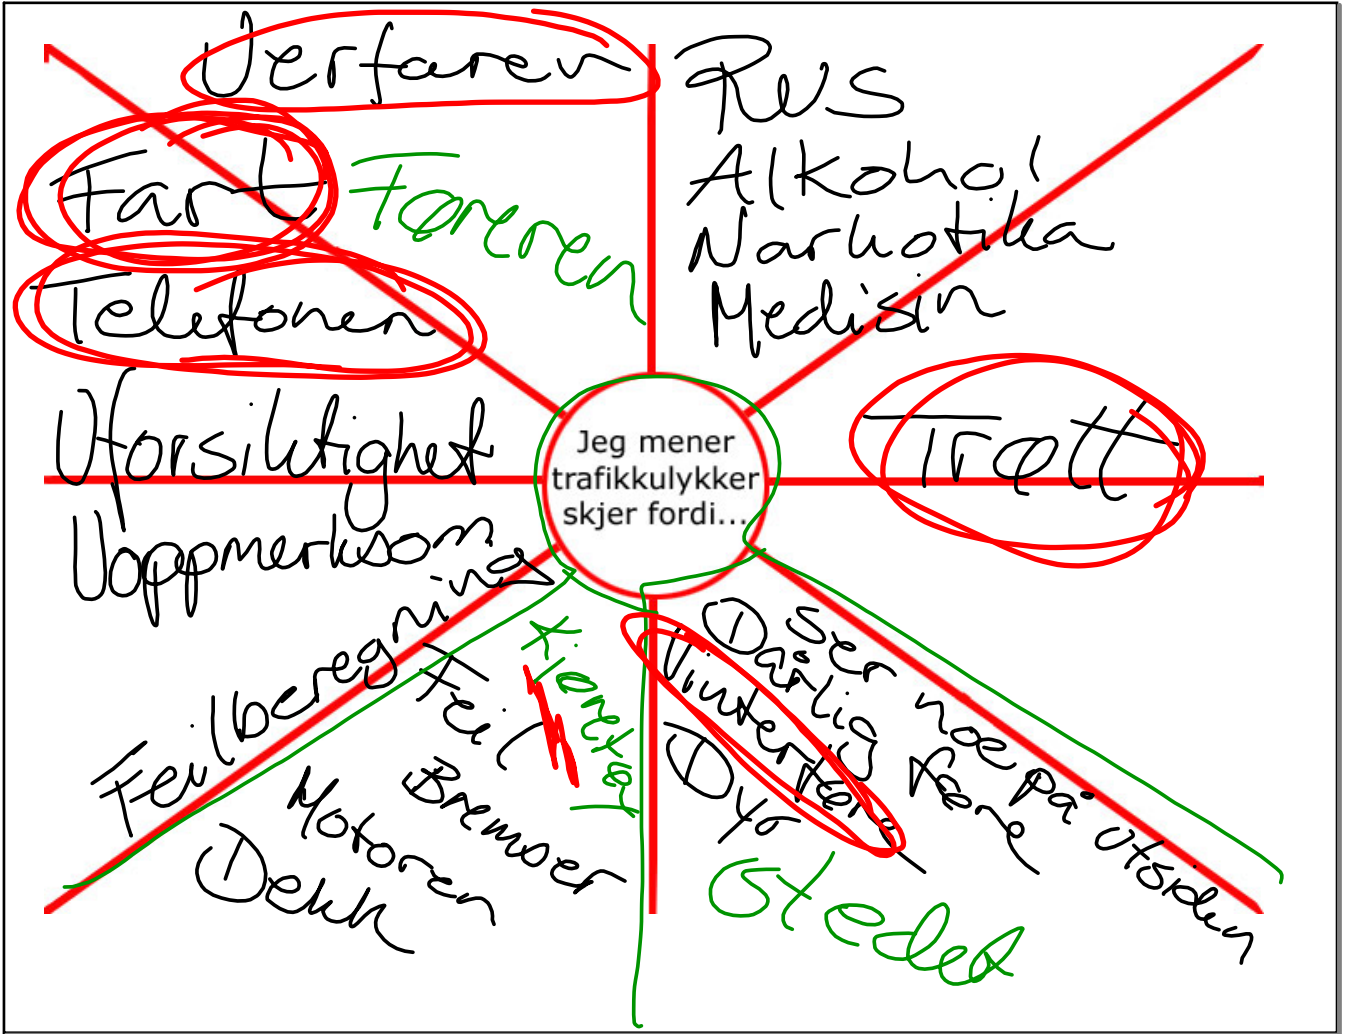 Uerfaren
Fart
Føreren
Telefonen
Uforsiktighet
Uoppmerksom
Feilberegning
RUS
Alkohol
Narkotika
Medisin
Trøtt
Jeg mener
trafikkulykker
skjer fordi...
Kjøretøy
Feil
Bremser
Motoren
Dekk
Ser noe på utsiden
Dårlig føre
Vinterføre
Dyr
Stedet